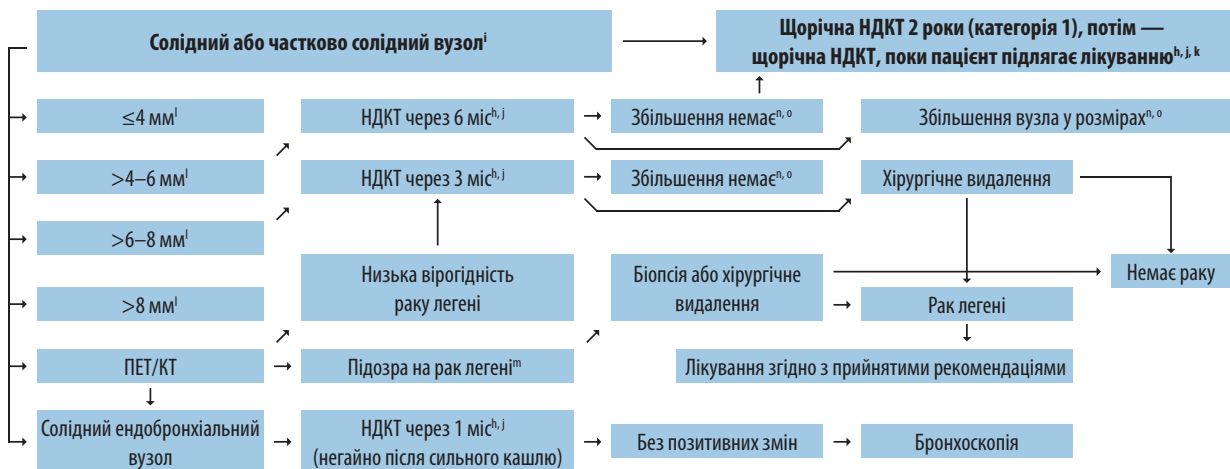 Солідний або частково солідний вузолⁱ
Щорічна НДКТ 2 роки (категорія 1), потім —
щорічна НДКТ, поки пацієнт підлягає лікуваннюʰ, ʲ, ᵏ
≤4 ммˡ
НДКТ через 6 місʰ, ʲ
Збільшення немаєⁿ, ᵒ
Збільшення вузла у розмірахⁿ, ᵒ
>4–6 ммˡ
НДКТ через 3 місʰ, ʲ
Збільшення немаєⁿ, ᵒ
Хірургічне видалення
>6–8 ммˡ
Низька вірогідність
раку легені
Біопсія або хірургічне
видалення
Немає раку
>8 ммˡ
Рак легені
ПЕТ/КТ
Підозра на рак легеніᵐ
Лікування згідно з прийнятими рекомендаціями
Солідний ендобронхіальний
вузол
НДКТ через 1 місʰ, ʲ
(негайно після сильного кашлю)
Без позитивних змін
Бронхоскопія